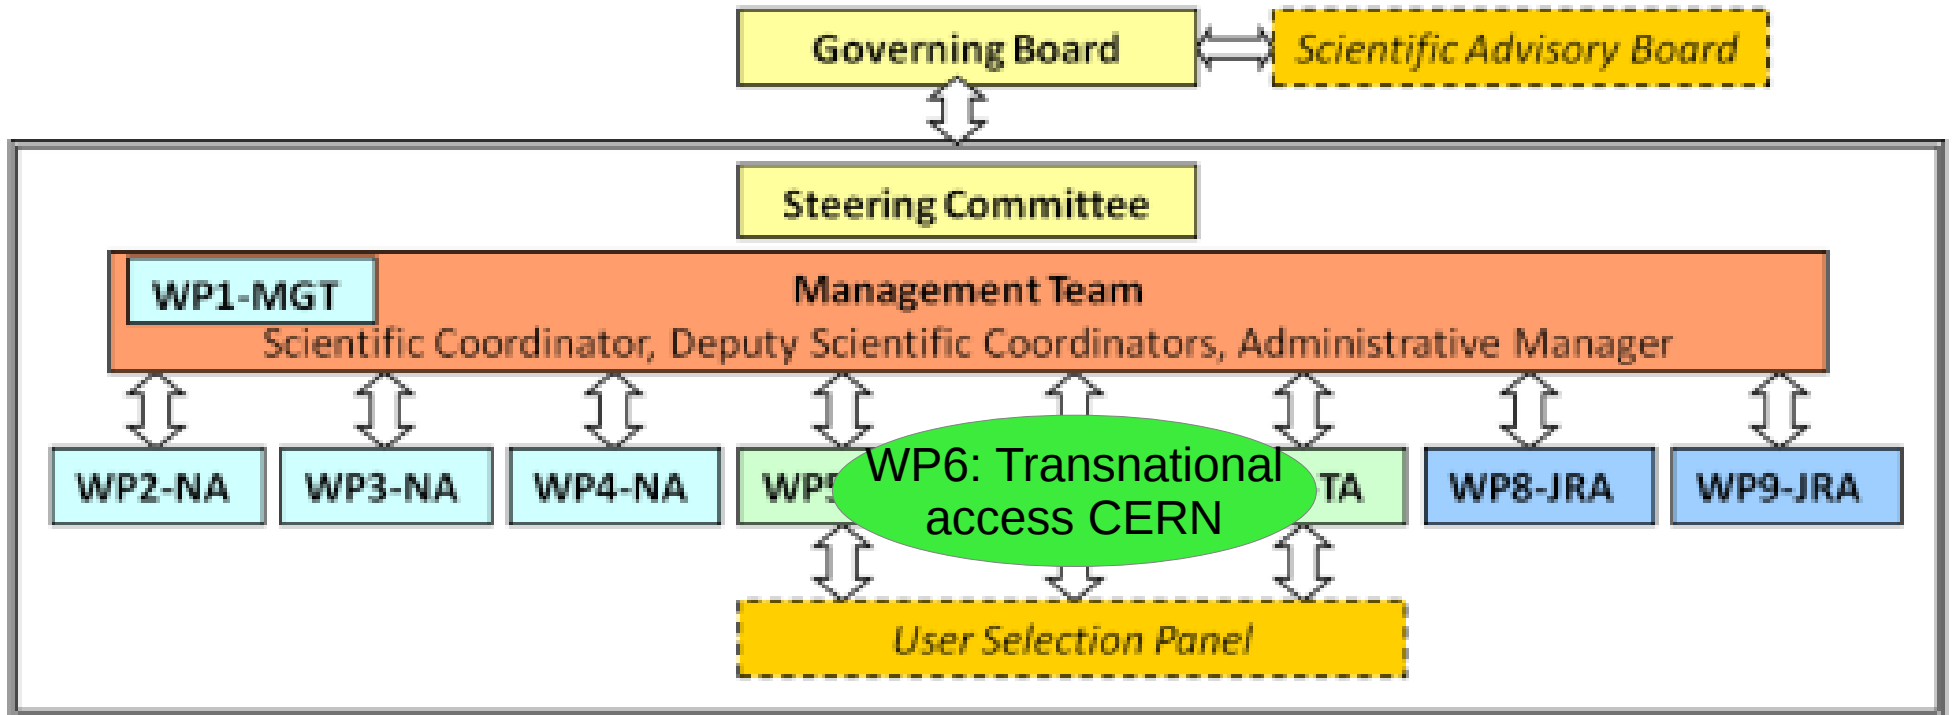 Governing Board
Scientific Advisory Board
Steering Committee
WP1-MGT
Management Team
Scientific Coordinator, Deputy Scientific Coordinators, Administrative Manager
WP2-NA
WP3-NA
WP4-NA
WP5
WP6: Transnational
access CERN
-TA
WP8-JRA
WP9-JRA
User Selection Panel